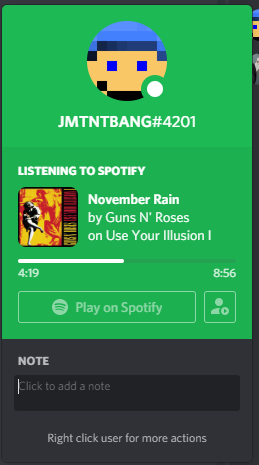 JMTNTBANG#4201
LISTENING TO SPOTIFY
November Rain
by Guns N' Roses
on Use Your Illusion I
4:19 8:56
Play on Spotify
NOTE
Click to add a note
Right click user for more actions